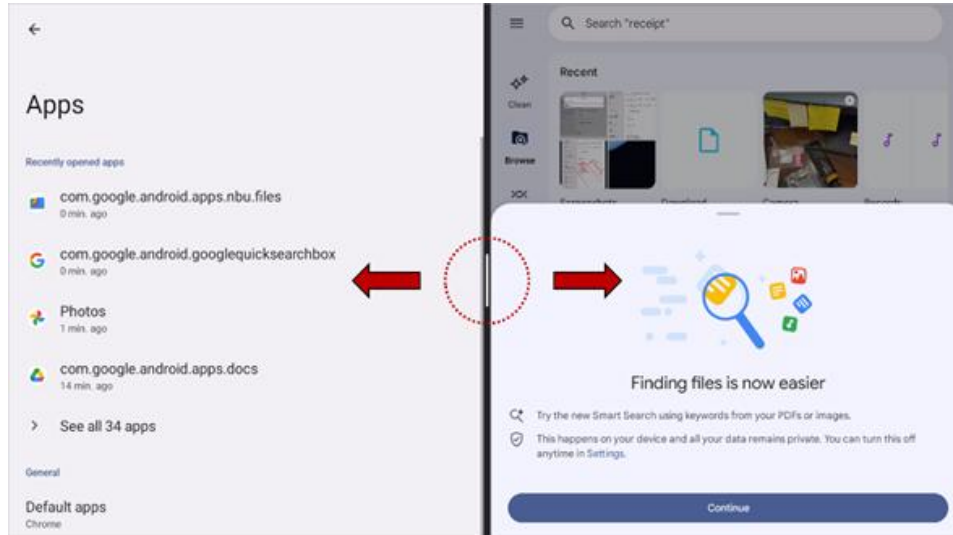 Apps
Recently opened apps
com.google.android.apps.nbu.files
0 min. ago
com.google.android.googlequicksearchbox
0 min. ago
Photos
1 min. ago
com.google.android.apps.docs
14 min. ago
See all 34 apps
General
Default apps
Chrome
Search "receipt"
Clean
Browse
Recent
Screenshots
Download
Camera
Records
Finding files is now easier
Try the new Smart Search using keywords from your PDFs or images.
This happens on your device and all your data remains private. You can turn this off
anytime in Settings.
Continue